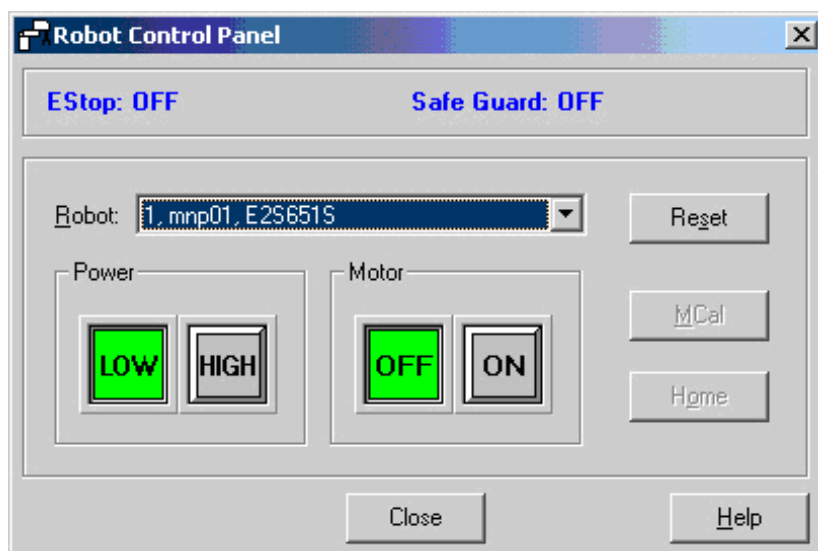 Robot Control Panel
EStop: OFF Safe Guard: OFF
Robot: 1, mnp01, E2S651S Reset
Power Motor
MCal
LOW HIGH OFF ON
Home
Close Help